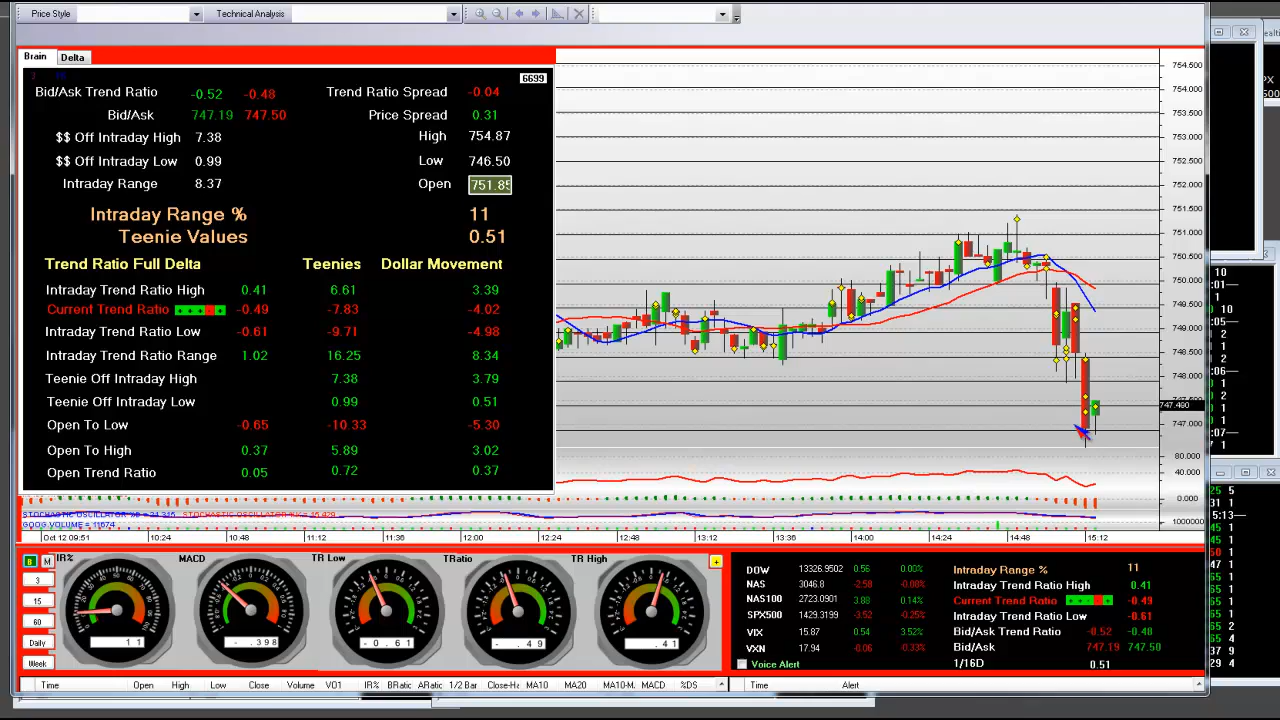 Price Style Technical Analysis
Brain Delta
6699
Bid/Ask Trend Ratio -0.52 -0.48 Trend Ratio Spread -0.04
Bid/Ask 747.19 747.50 Price Spread 0.31
$$ Off Intraday High 7.38 High 754.87
$$ Off Intraday Low 0.99 Low 746.50
Intraday Range 8.37 Open 751.85
Intraday Range % 11
Teenie Values 0.51
Trend Ratio Full Delta Teenies Dollar Movement
Intraday Trend Ratio High 0.41 6.61 3.39
Current Trend Ratio -0.49 -7.83 -4.02
Intraday Trend Ratio Low -0.61 -9.71 -4.98
Intraday Trend Ratio Range 1.02 16.25 8.34
Teenie Off Intraday High 7.38 3.79
Teenie Off Intraday Low 0.99 0.51
Open To Low -0.65 -10.33 -5.30
Open To High 0.37 5.89 3.02
Open Trend Ratio 0.05 0.72 0.37
754.500
754.000
753.500
753.000
752.500
752.000
751.500
751.000
750.500
750.000
749.500
749.000
748.500
748.000
747.460
747.000
80.000
40.000
0.000
1000000
GOOG VOLUME = 11674
Oct 12 09:51 10:24 10:48 11:12 11:36 12:00 12:24 12:48 13:12 13:36 14:00 14:24 14:48 15:12
B M
3
15
60
Daily
Week
IR% MACD TR Low TRatio TR High
11 -.398 -0.61 -.49 .41
DOW 13326.9502 0.56 0.00%
NAS 3046.8 -2.58 -0.08%
NAS100 2723.0901 3.88 0.14%
SPX500 1429.3199 -3.52 -0.25%
VIX 15.87 0.54 3.52%
VXN 17.94 -0.06 -0.33%
Voice Alert
Intraday Range % 11
Intraday Trend Ratio High 0.41
Current Trend Ratio -0.49
Intraday Trend Ratio Low -0.61
Bid/Ask Trend Ratio -0.52 -0.48
Bid/Ask 747.19 747.50
1/16D 0.51
Time Open High Low Close Volume VO1 IR% BRatio ARatio 1/2 Bar Close-Ha MA10 MA20 MA10-M. MACD %DS
Time Alert